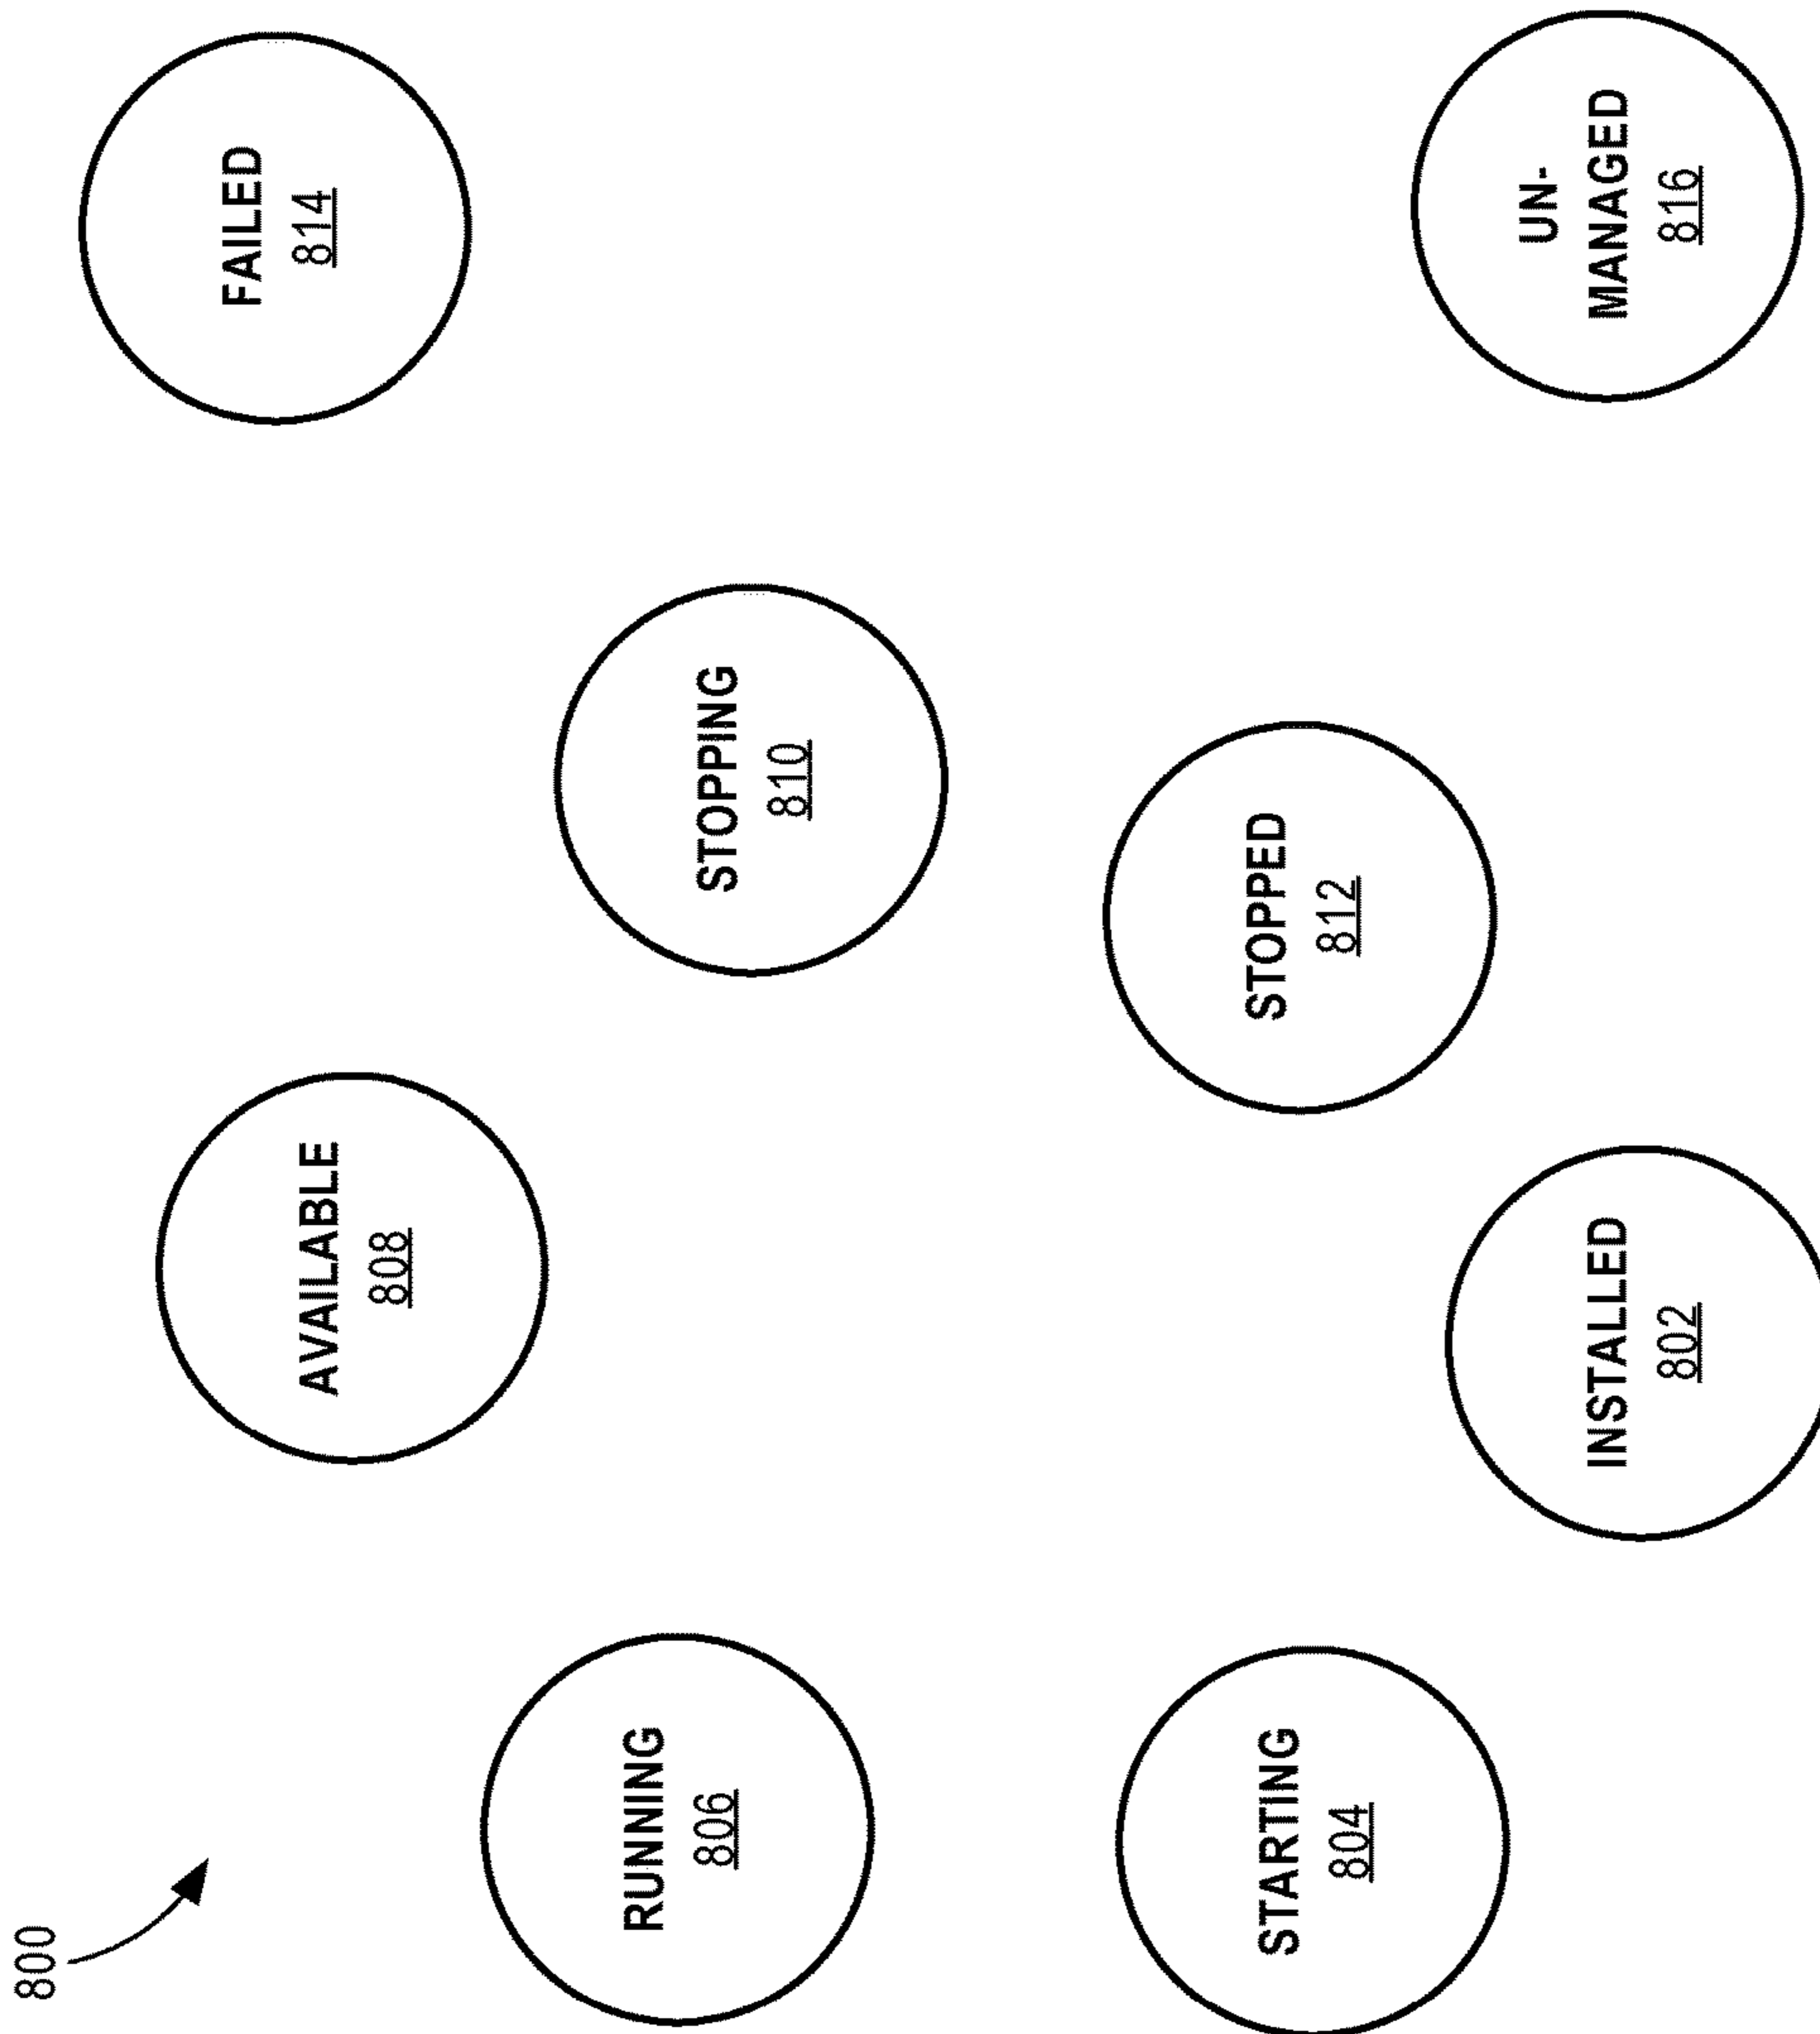 800
AVAILABLE
808
FAILED
814
RUNNING
806
STOPPING
810
STARTING
804
STOPPED
812
INSTALLED
802
UN-
MANAGED
816